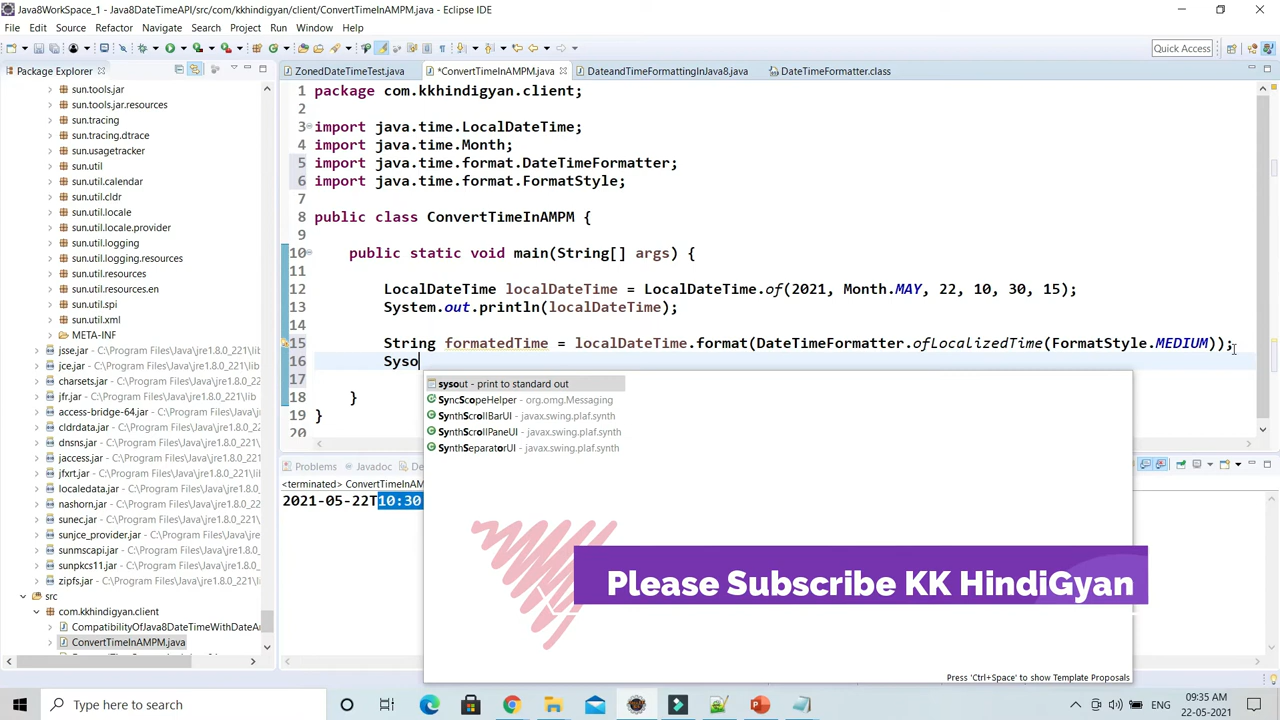 Java8WorkSpace_1 - Java8DateTimeAPI/src/com/kkhindigyan/client/ConvertTimeInAMPM.java - Eclipse IDE
File Edit Source Refactor Navigate Search Project Run Window Help
Quick Access
Package Explorer
ZonedDateTimeTest.java
*ConvertTimeInAMPM.java
DateandTimeFormattingInJava8.java
DateTimeFormatter.class
sun.tools.jar
sun.tools.jar.resources
sun.tracing
sun.tracing.dtrace
sun.usagetracker
sun.util
sun.util.calendar
sun.util.cldr
sun.util.locale
sun.util.locale.provider
sun.util.logging
sun.util.logging.resources
sun.util.resources
sun.util.resources.en
sun.util.spi
sun.util.xml
META-INF
jsse.jar - C:\Program Files\Java\jre1.8.0_221\lib
jce.jar - C:\Program Files\Java\jre1.8.0_221\lib
charsets.jar - C:\Program Files\Java\jre1.8.0_221
jfr.jar - C:\Program Files\Java\jre1.8.0_221\lib
access-bridge-64.jar - C:\Program Files\Java\jre
cldrdata.jar - C:\Program Files\Java\jre1.8.0_221
dnsns.jar - C:\Program Files\Java\jre1.8.0_221\li
jaccess.jar - C:\Program Files\Java\jre1.8.0_221\l
jfxrt.jar - C:\Program Files\Java\jre1.8.0_221\lib
localedata.jar - C:\Program Files\Java\jre1.8.0_2
nashorn.jar - C:\Program Files\Java\jre1.8.0_221
sunec.jar - C:\Program Files\Java\jre1.8.0_221\li
sunjce_provider.jar - C:\Program Files\Java\jre1
sunmscapi.jar - C:\Program Files\Java\jre1.8.0_2
sunpkcs11.jar - C:\Program Files\Java\jre1.8.0_2
zipfs.jar - C:\Program Files\Java\jre1.8.0_221\lib
src
com.kkhindigyan.client
CompatibilityOfJava8DateTimeWithDateAr
ConvertTimeInAMPM.java
1 package com.kkhindigyan.client;
2
3 import java.time.LocalDateTime;
4 import java.time.Month;
5 import java.time.format.DateTimeFormatter;
6 import java.time.format.FormatStyle;
7
8 public class ConvertTimeInAMPM {
9
10 public static void main(String[] args) {
11
12 LocalDateTime localDateTime = LocalDateTime.of(2021, Month.MAY, 22, 10, 30, 15);
13 System.out.println(localDateTime);
14
15 String formatedTime = localDateTime.format(DateTimeFormatter.ofLocalizedTime(FormatStyle.MEDIUM));
16 Syso
17
18 }
19 }
20
sysout - print to standard out
SyncScopeHelper - org.omg.Messaging
SynthScrollBarUI - javax.swing.plaf.synth
SynthScrollPaneUI - javax.swing.plaf.synth
SynthSeparatorUI - javax.swing.plaf.synth
Press 'Ctrl+Space' to show Template Proposals
Problems Javadoc De
<terminated> ConvertTimeInAMPM
2021-05-22T10:30
Please Subscribe KK HindiGyan
Type here to search
ENG
09:35 AM
22-05-2021